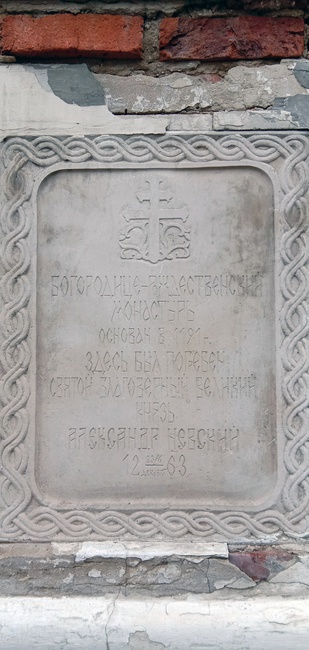 БОГОРОДИЦЕ-РОЖДЕСТВЕНСКИЙ
МОНАСТЫРЬ
ОСНОВАН В 1191 Г.
ЗДЕСЬ БЫЛ ПОГРЕБЕН
СВЯТОЙ БЛАГОВЕРНЫЙ ВЕЛИКИЙ
КНЯЗЬ
АЛЕКСАНДР НЕВСКИЙ
12 63